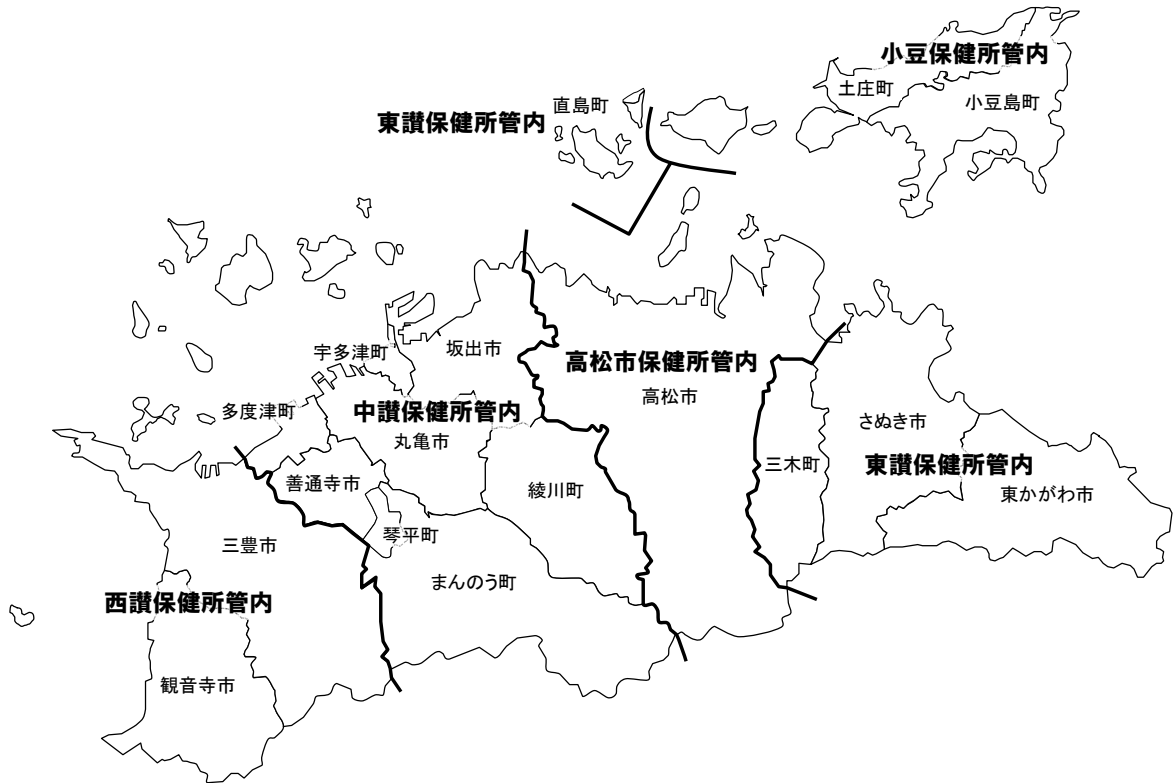 小豆保健所管内
土庄町
小豆島町
直島町
東讃保健所管内
坂出市
宇多津町
高松市保健所管内
高松市
多度津町
中讃保健所管内
丸亀市
さぬき市
三木町
東讃保健所管内
東かがわ市
善通寺市
綾川町
琴平町
三豊市
まんのう町
西讃保健所管内
観音寺市